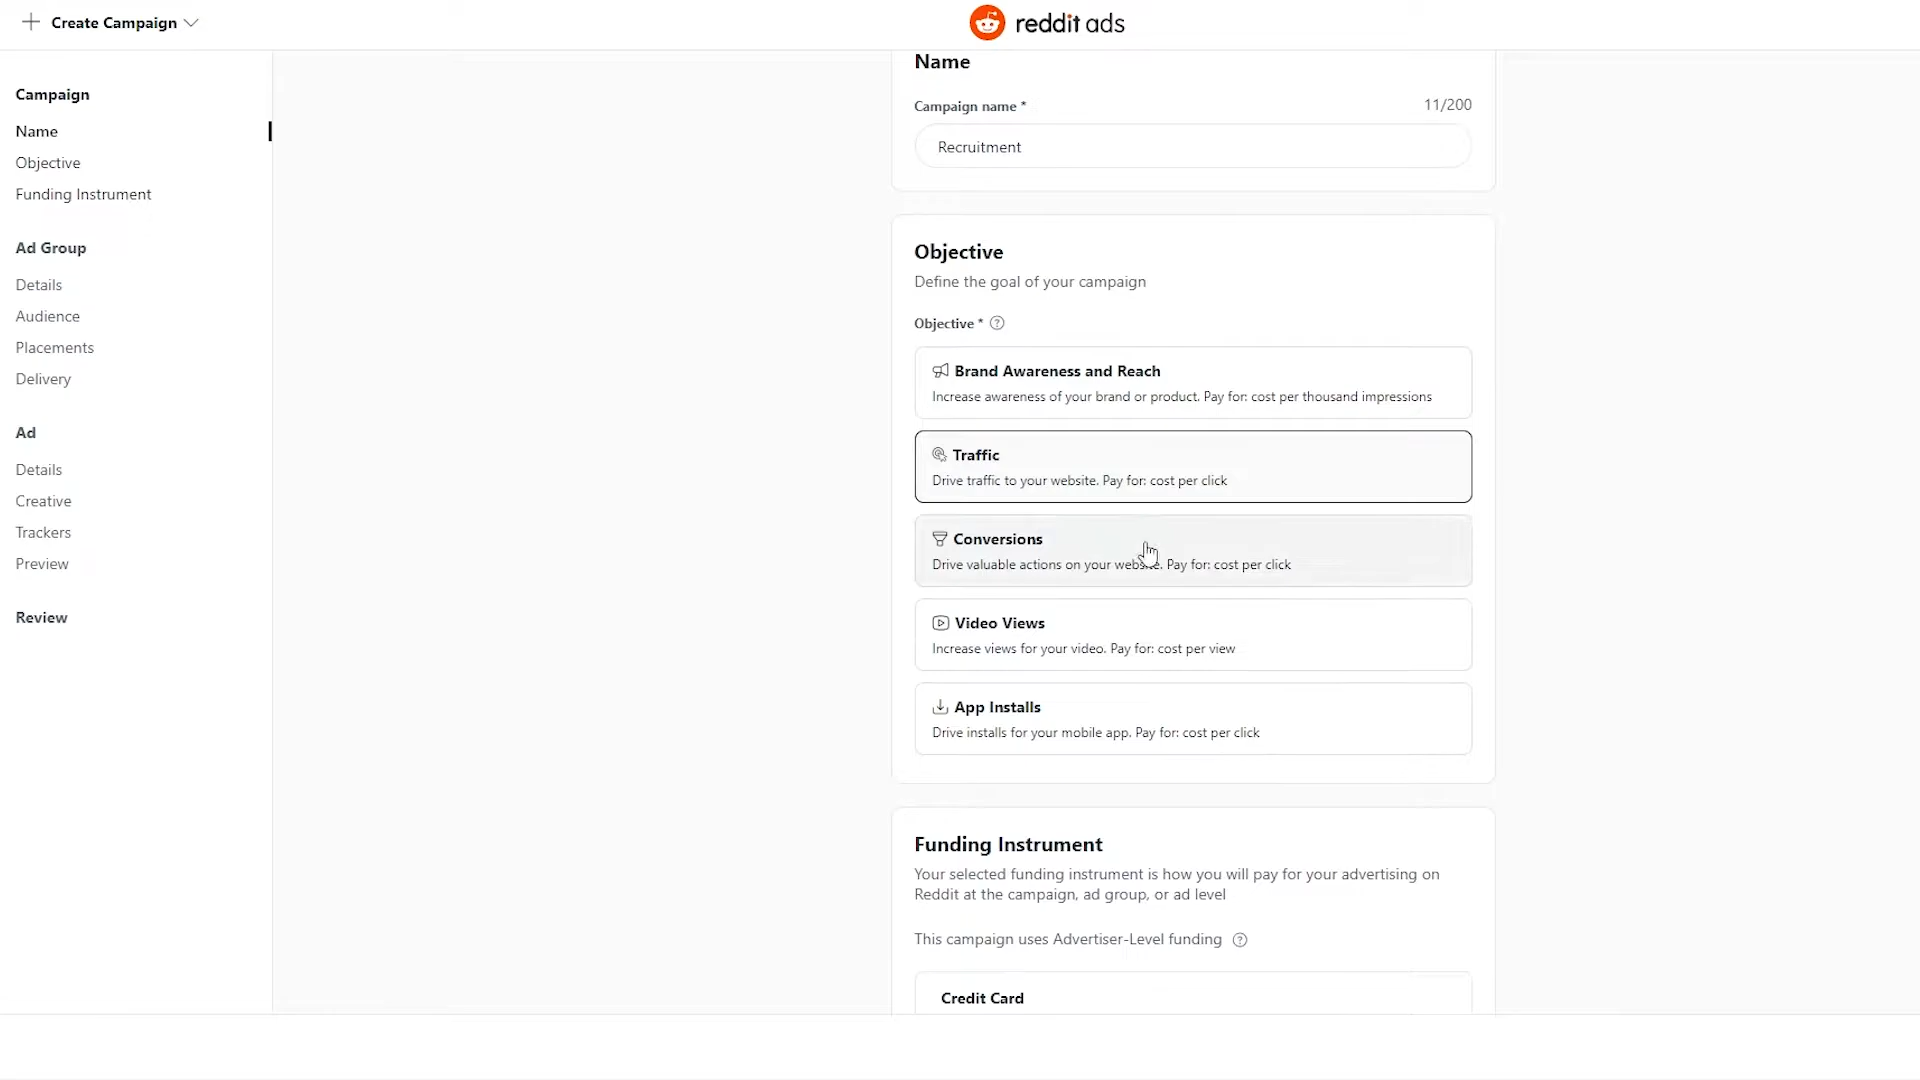 Create Campaign
reddit ads
Campaign
Name
Objective
Funding Instrument
Ad Group
Details
Audience
Placements
Delivery
Ad
Details
Creative
Trackers
Preview
Review
Name
Campaign name *
11/200
Recruitment
Objective
Define the goal of your campaign
Objective *
Brand Awareness and Reach
Increase awareness of your brand or product. Pay for: cost per thousand impressions
Traffic
Drive traffic to your website. Pay for: cost per click
Conversions
Drive valuable actions on your website. Pay for: cost per click
Video Views
Increase views for your video. Pay for: cost per view
App Installs
Drive installs for your mobile app. Pay for: cost per click
Funding Instrument
Your selected funding instrument is how you will pay for your advertising on
Reddit at the campaign, ad group, or ad level
This campaign uses Advertiser-Level funding
Credit Card